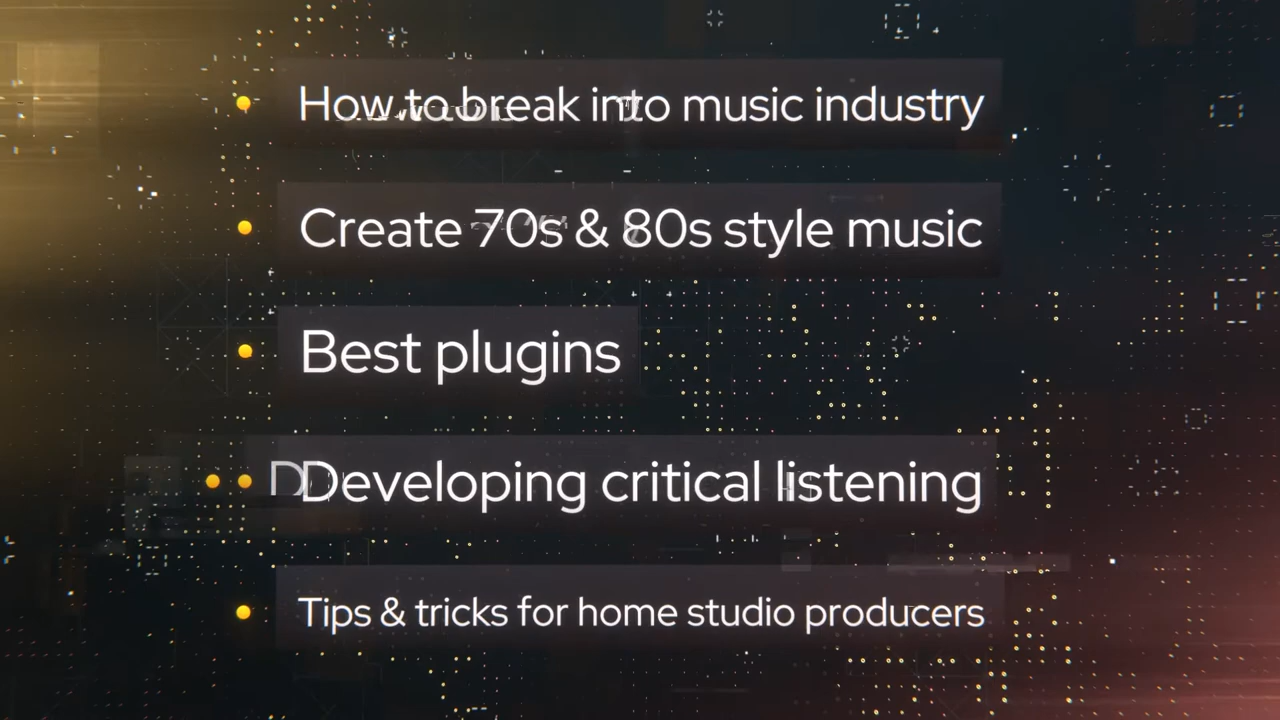 How to break into music industry
Create 70s & 80s style music
Best plugins
Developing critical listening
Tips & tricks for home studio producers